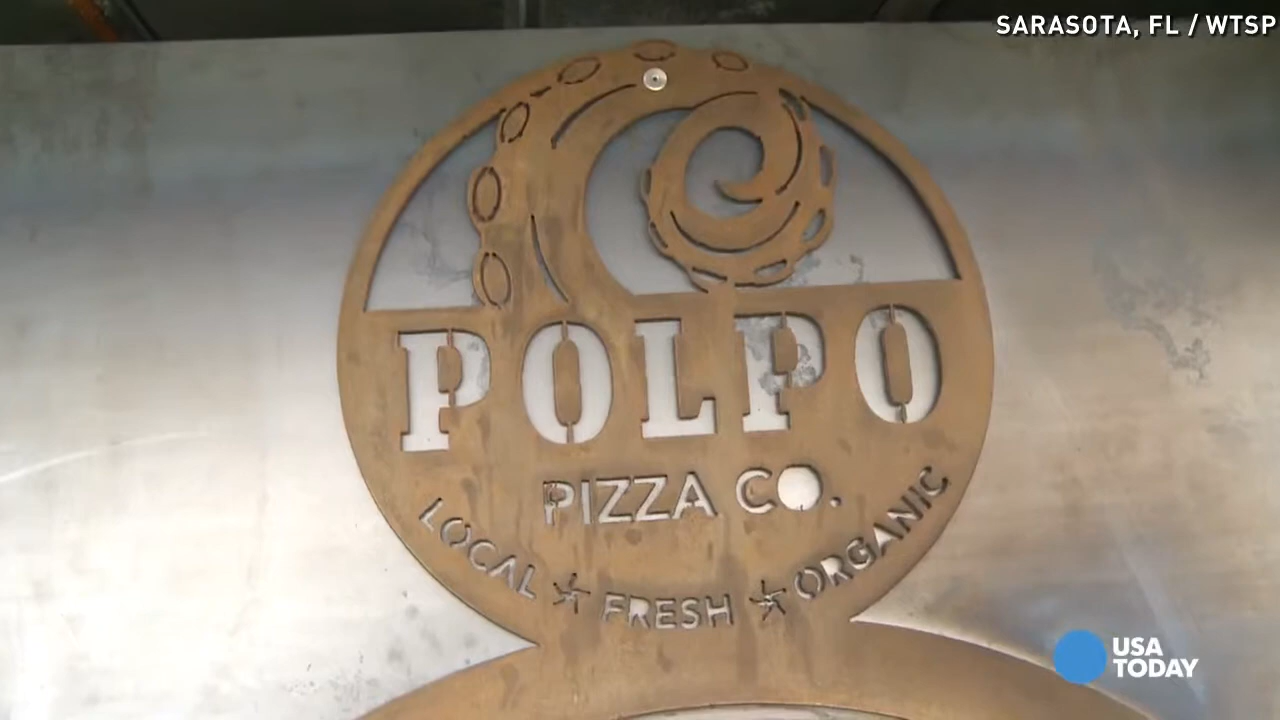 SARASOTA, FL / WTSP
POLPO
PIZZA CO.
LOCAL * FRESH * ORGANIC
USA
TODAY